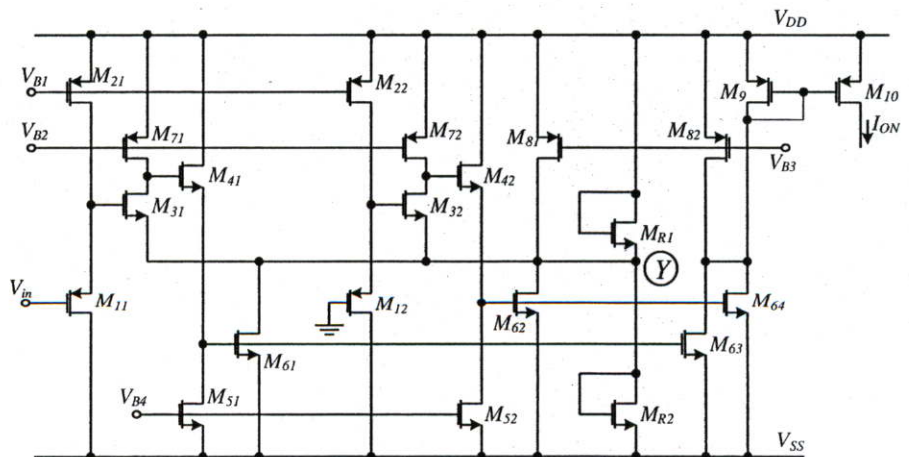 V_DD
V_B1
M_21
M_22
M_9
M_10
V_B2
M_71
M_72
M_81
M_82
I_ON
V_B3
M_41
M_42
M_31
M_32
M_R1
Y
V_in
M_11
M_12
M_62
M_64
M_61
M_63
V_B4
M_51
M_52
M_R2
V_SS